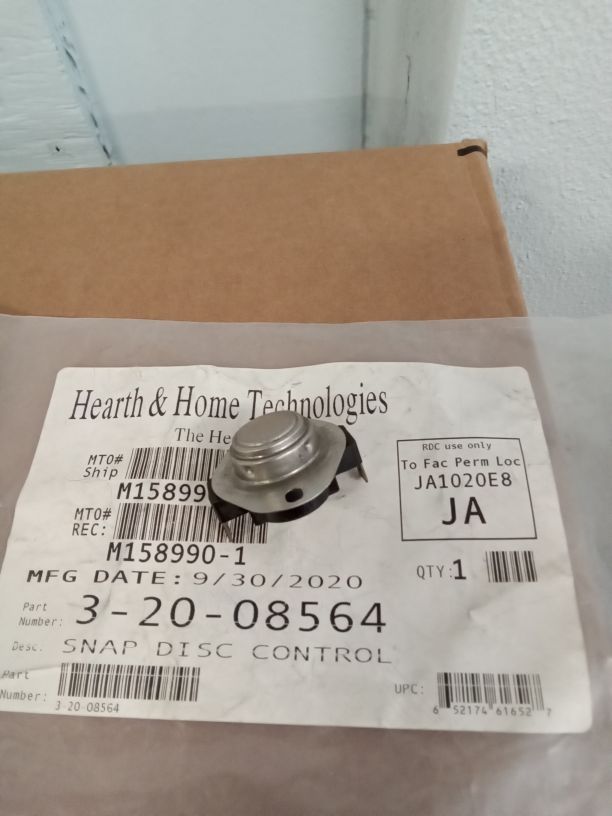 Hearth & Home Technologies
The
MTO#
Ship
M15899
MTO#
REC:
M158990-1
RDC use only
To Fac Perm Loc
JA1020E8
JA
MFG DATE: 9/30/2020
QTY:1
Part
Number: 3-20-08564
Desc. SNAP DISC CONTROL
Part
Number:
3-20-08564
UPC:
6 52174 61652 7